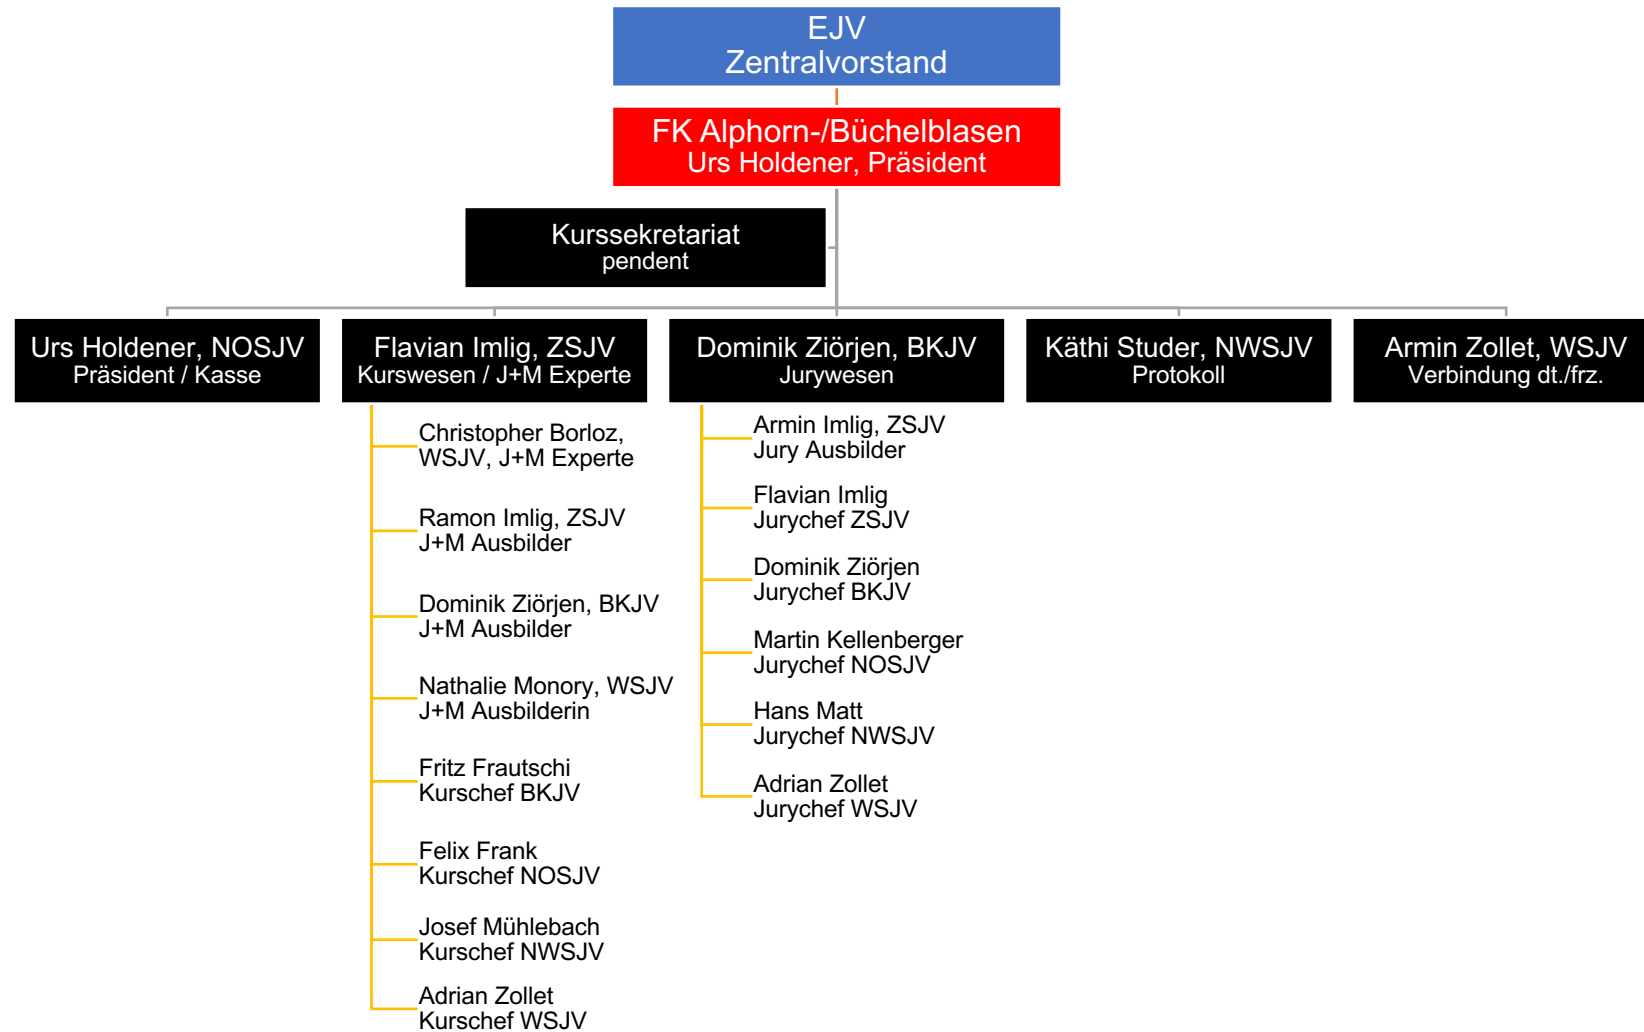 EJV
Zentralvorstand
FK Alphorn-/Büchelblasen
Urs Holdener, Präsident
Kurssekretariat
pendent
Urs Holdener, NOSJV
Präsident / Kasse
Flavian Imlig, ZSJV
Kurswesen / J+M Experte
Dominik Ziörjen, BKJV
Jurywesen
Käthi Studer, NWSJV
Protokoll
Armin Zollet, WSJV
Verbindung dt./frz.
Christopher Borloz,
WSJV, J+M Experte
Ramon Imlig, ZSJV
J+M Ausbilder
Dominik Ziörjen, BKJV
J+M Ausbilder
Nathalie Monory, WSJV
J+M Ausbilderin
Fritz Frautschi
Kurschef BKJV
Felix Frank
Kurschef NOSJV
Josef Mühlebach
Kurschef NWSJV
Adrian Zollet
Kurschef WSJV
Armin Imlig, ZSJV
Jury Ausbilder
Flavian Imlig
Jurychef ZSJV
Dominik Ziörjen
Jurychef BKJV
Martin Kellenberger
Jurychef NOSJV
Hans Matt
Jurychef NWSJV
Adrian Zollet
Jurychef WSJV